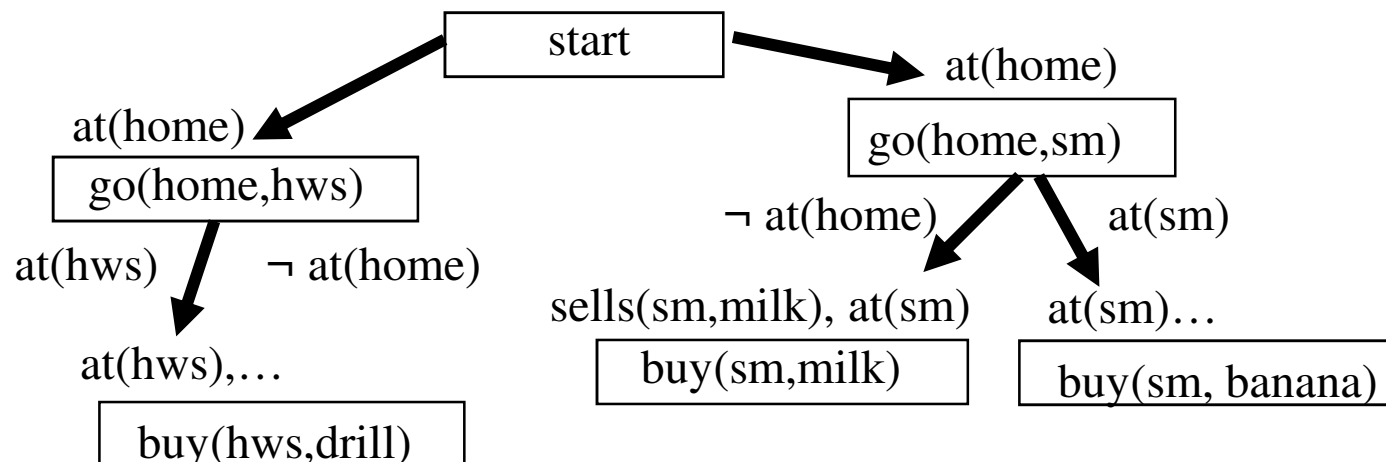 start
at(home)
at(home)
go(home,sm)
go(home,hws)
¬ at(home)
at(sm)
at(hws)
¬ at(home)
sells(sm,milk), at(sm)
at(sm)…
at(hws),…
buy(sm,milk)
buy(sm, banana)
buy(hws,drill)